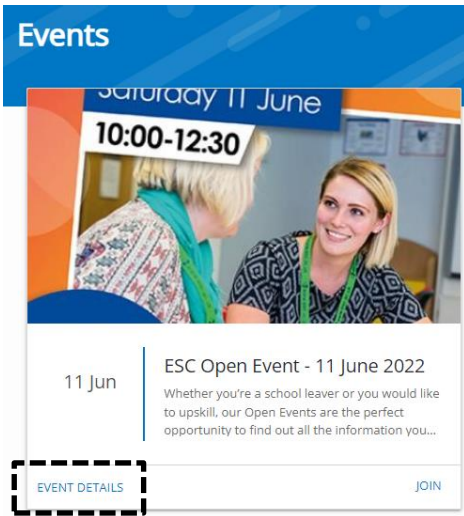 Events
Saturday 11 June
10:00-12:30
11 Jun
ESC Open Event - 11 June 2022
Whether you're a school leaver or you would like
to upskill, our Open Events are the perfect
opportunity to find out all the information you...
EVENT DETAILS
JOIN